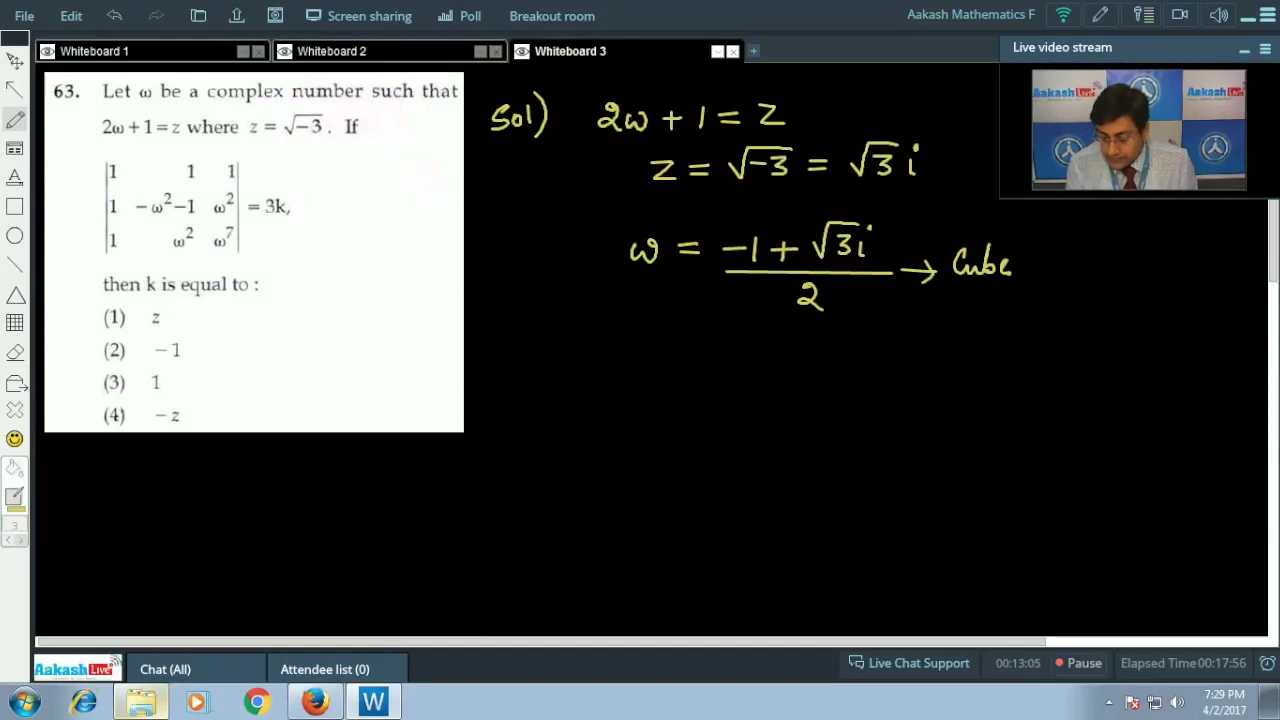 File Edit Screen sharing Poll Breakout room Aakash Mathematics F
Whiteboard 1 Whiteboard 2 Whiteboard 3 Live video stream
63. Let ω be a complex number such that
2ω + 1 = z where z = √−3 . If
|1 1 1|
|1 −ω²−1 ω²| = 3k,
|1 ω² ω⁷|
then k is equal to :
(1) z
(2) −1
(3) 1
(4) −z
Sol) 2ω + 1 = z
z = √−3 = √3 i
ω = (−1 + √3i)/2 → Cube
AakashLive
AakashLive
3
AakashLive Chat (All) Attendee list (0) Live Chat Support 00:13:05 Pause Elapsed Time 00:17:56
W 7:29 PM
4/2/2017